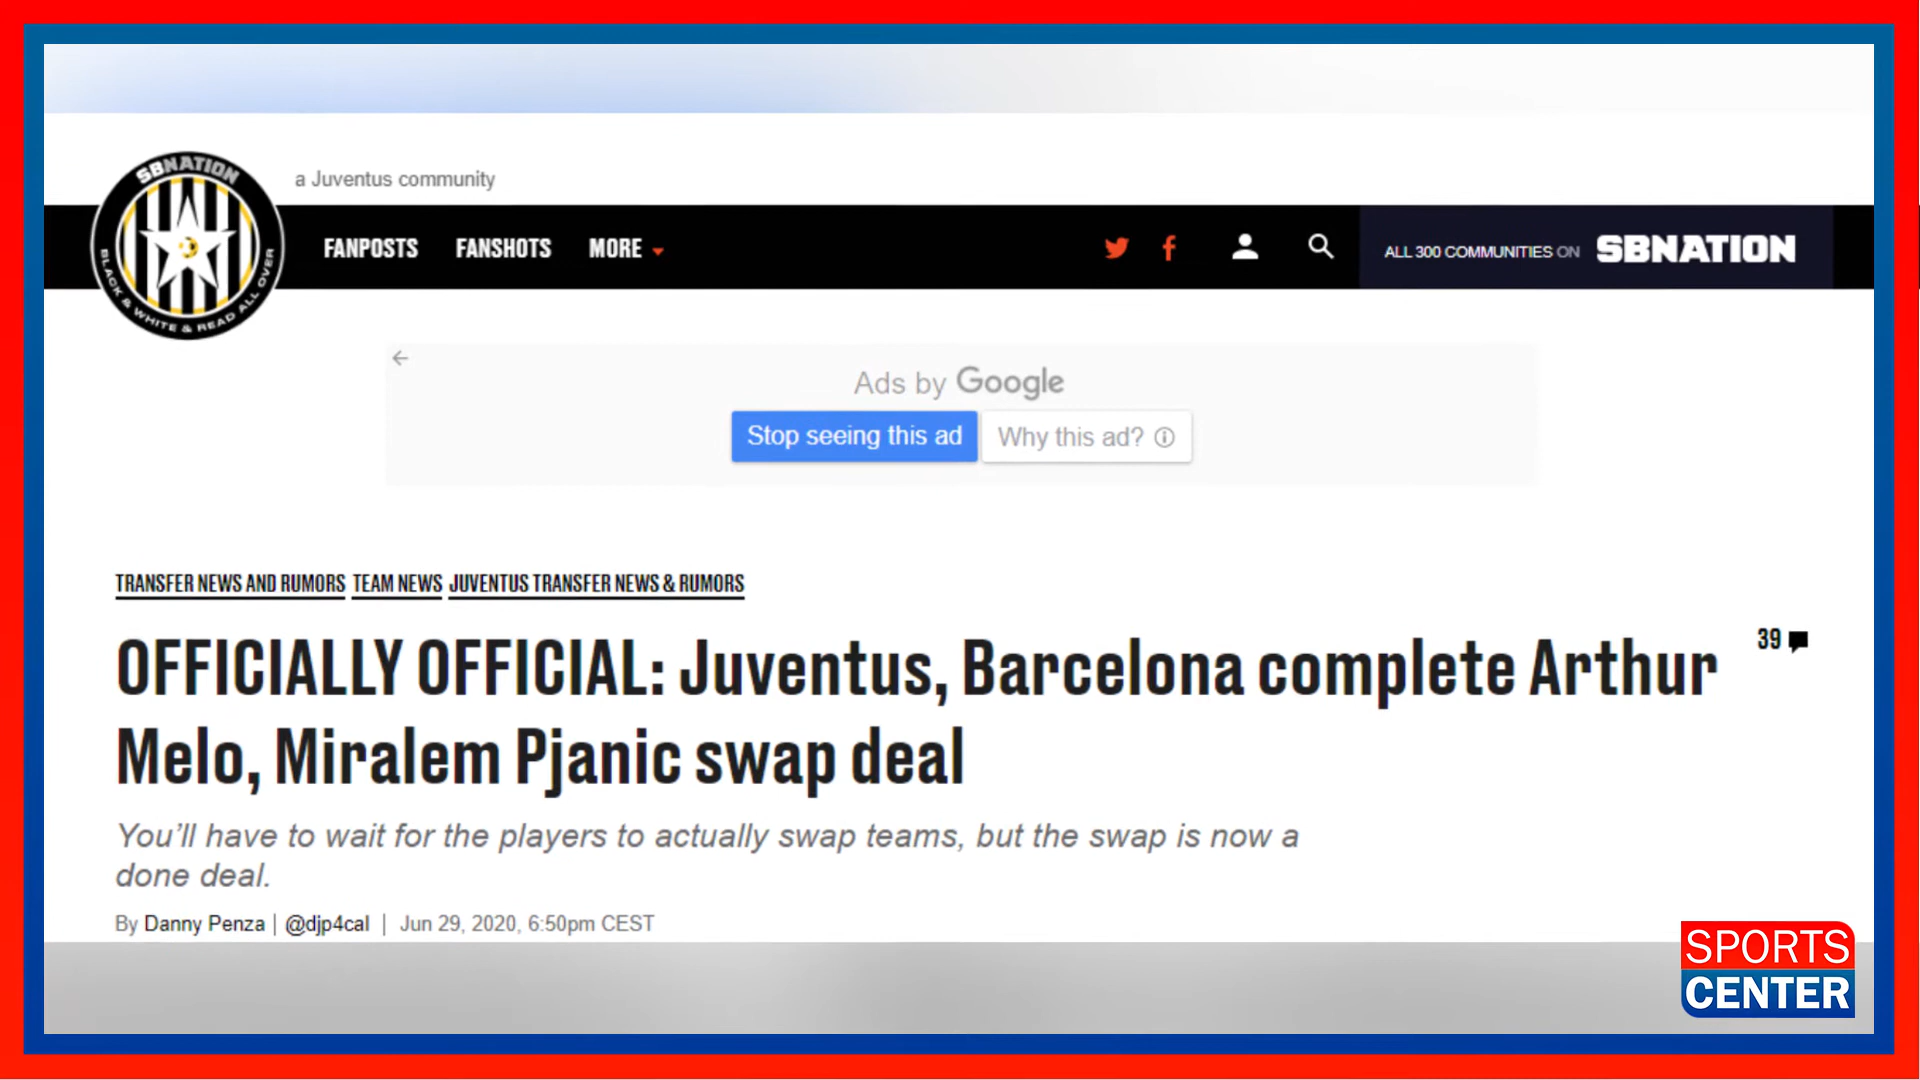 SBNATION
BLACK & WHITE & READ ALL OVER
a Juventus community
FANPOSTS FANSHOTS MORE
ALL 300 COMMUNITIES ON SBNATION
Ads by Google
Stop seeing this ad Why this ad?
TRANSFER NEWS AND RUMORS TEAM NEWS JUVENTUS TRANSFER NEWS & RUMORS
OFFICIALLY OFFICIAL: Juventus, Barcelona complete Arthur
Melo, Miralem Pjanic swap deal
39
You'll have to wait for the players to actually swap teams, but the swap is now a
done deal.
By Danny Penza | @djp4cal | Jun 29, 2020, 6:50pm CEST
SPORTS
CENTER